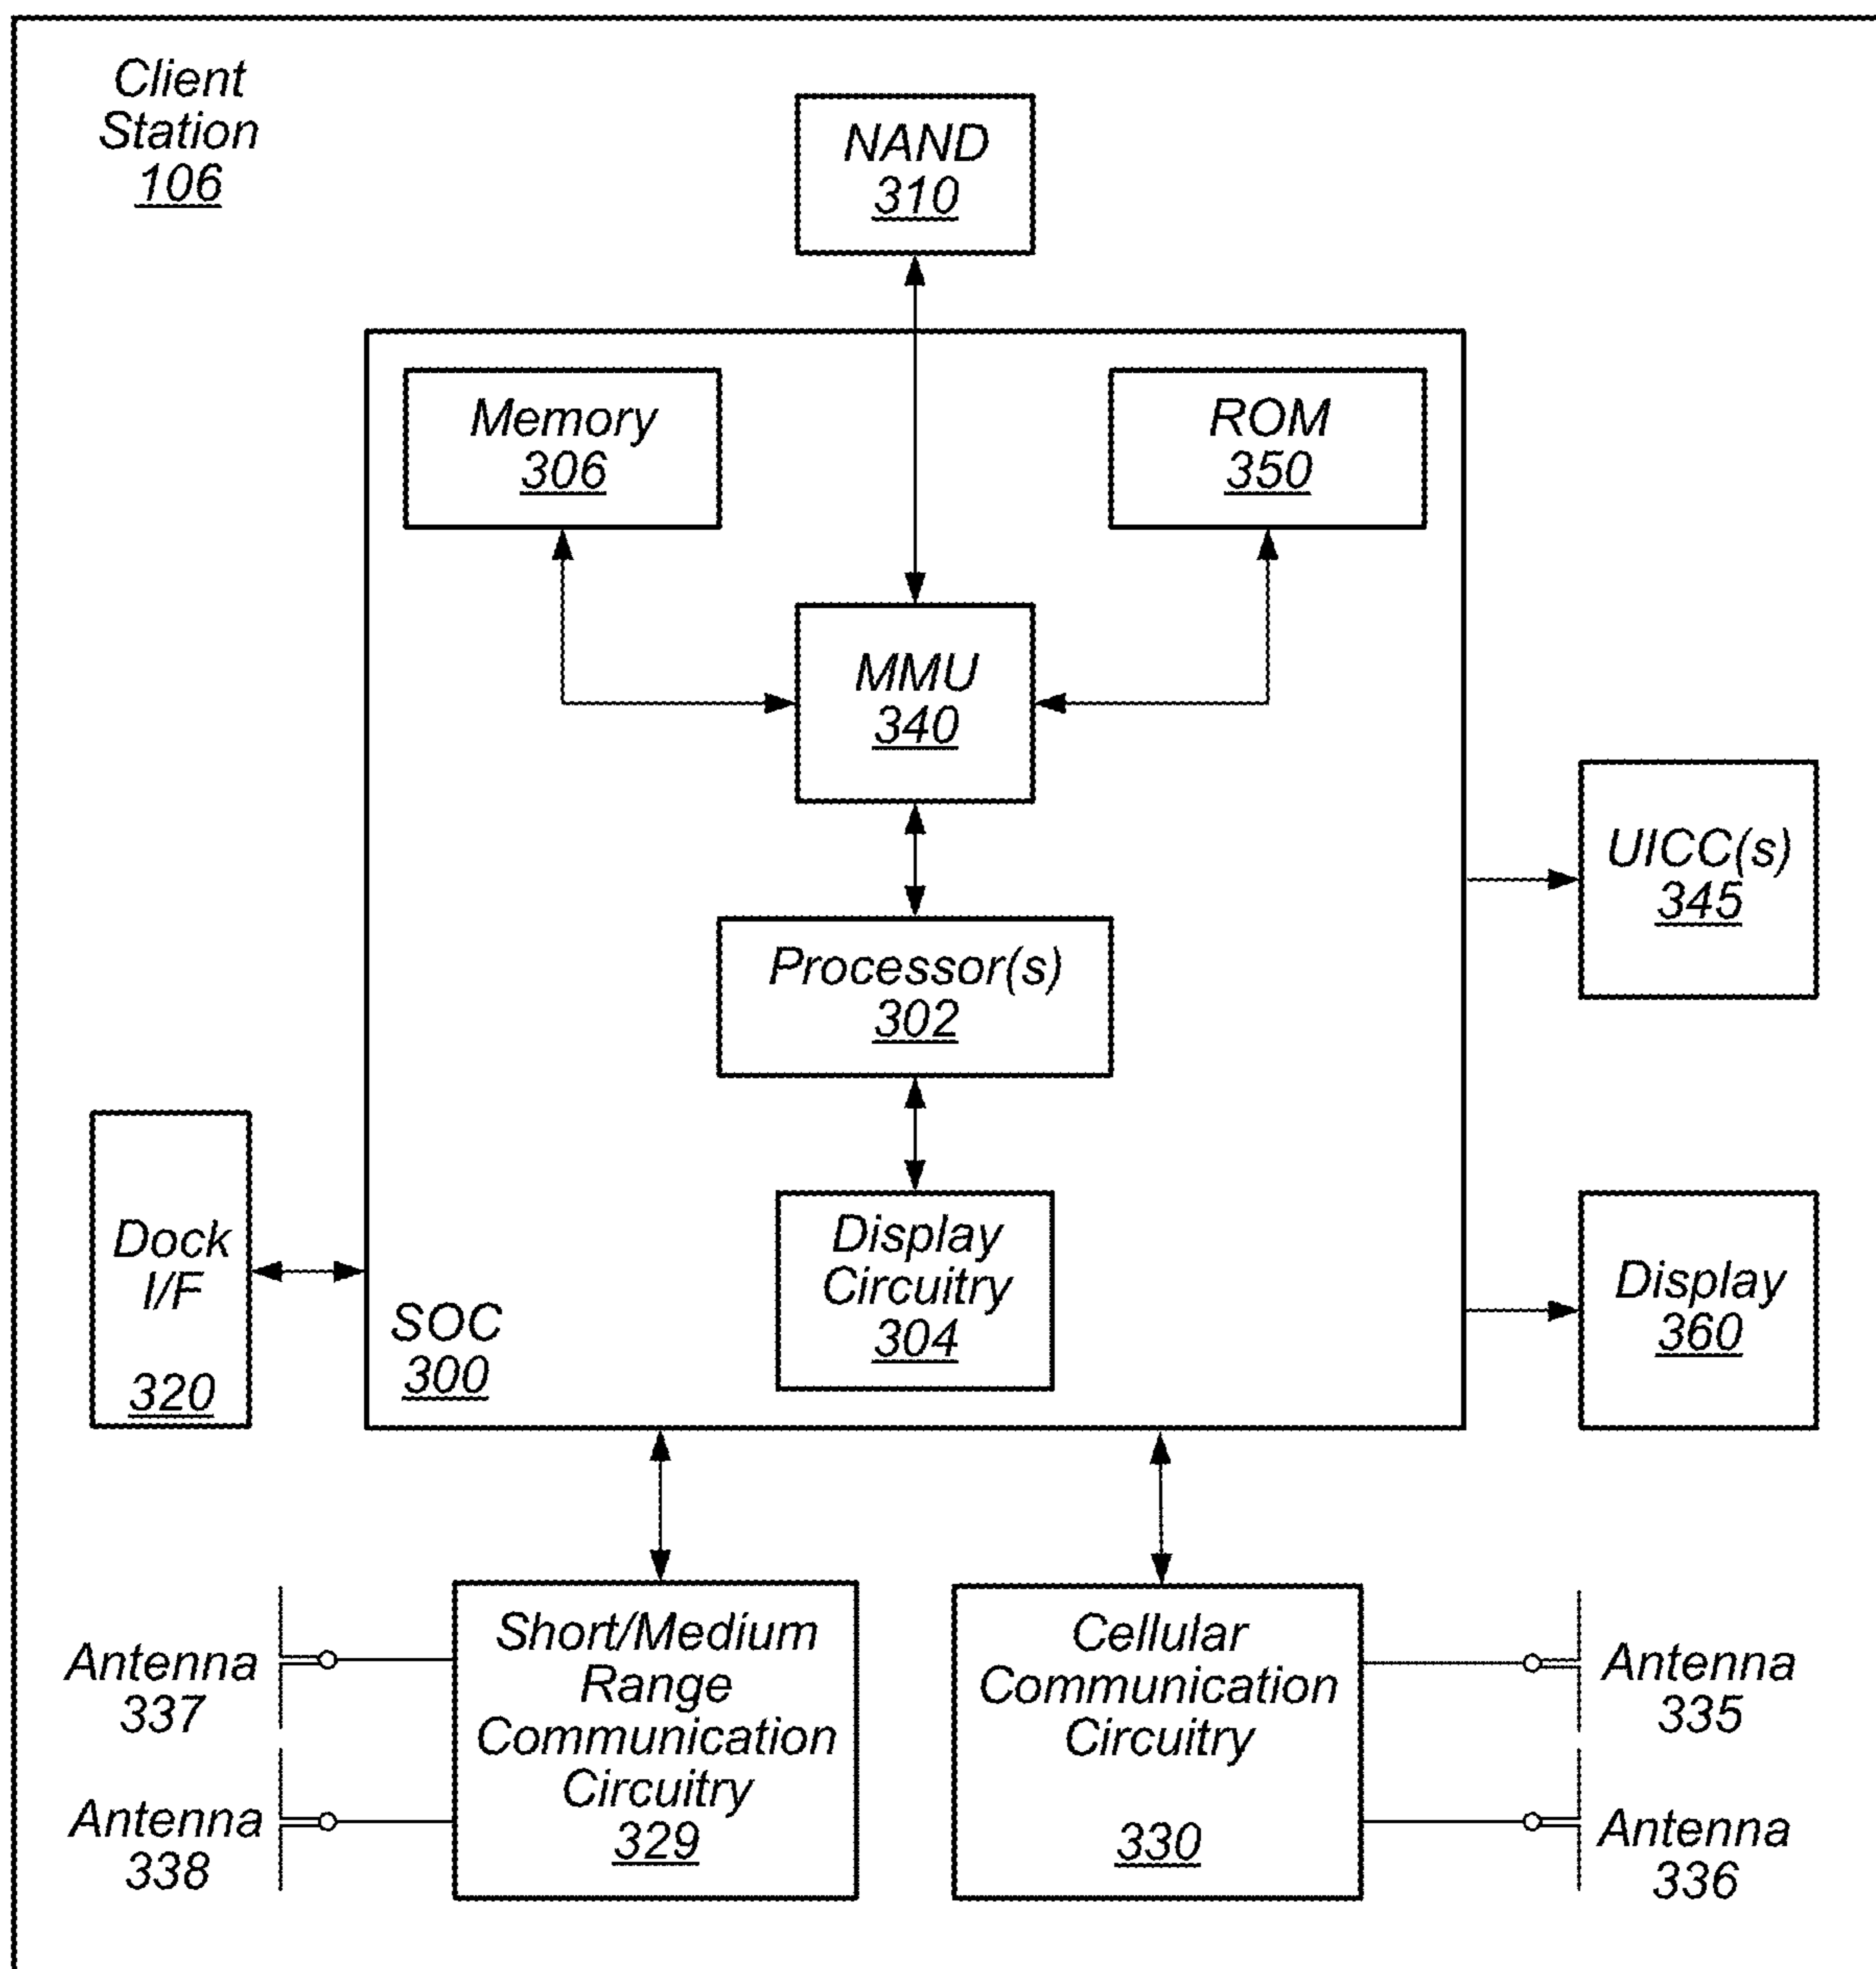 Client
Station
106
NAND
310
Memory
306
ROM
350
MMU
340
UICC(s)
345
Processor(s)
302
Dock
I/F
320
Display
Circuitry
304
SOC
300
Display
360
Short/Medium
Range
Communication
Circuitry
329
Cellular
Communication
Circuitry
330
Antenna
337
Antenna
338
Antenna
335
Antenna
336